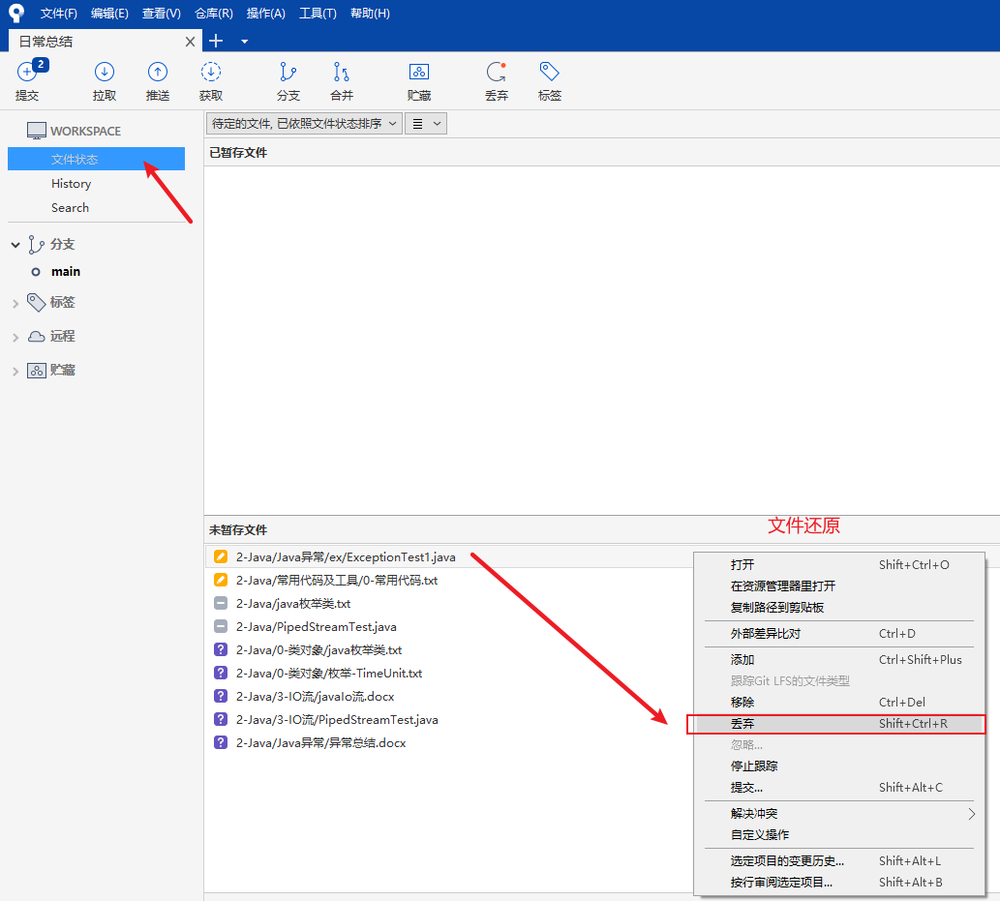 文件(F) 编辑(E) 查看(V) 仓库(R) 操作(A) 工具(T) 帮助(H)
日常总结
2
提交 拉取 推送 获取 分支 合并 贮藏 丢弃 标签
WORKSPACE
文件状态
History
Search
分支
main
标签
远程
贮藏
待定的文件, 已依照文件状态排序
已暂存文件
未暂存文件
文件还原
2-Java/Java异常/ex/ExceptionTest1.java
2-Java/常用代码及工具/0-常用代码.txt
2-Java/java枚举类.txt
2-Java/PipedStreamTest.java
2-Java/0-类对象/java枚举类.txt
2-Java/0-类对象/枚举-TimeUnit.txt
2-Java/3-IO流/javaIo流.docx
2-Java/3-IO流/PipedStreamTest.java
2-Java/Java异常/异常总结.docx
打开 Shift+Ctrl+O
在资源管理器里打开
复制路径到剪贴板
外部差异比对 Ctrl+D
添加 Ctrl+Shift+Plus
跟踪Git LFS的文件类型
移除 Ctrl+Del
丢弃 Shift+Ctrl+R
忽略...
停止跟踪
提交... Shift+Alt+C
解决冲突
自定义操作
选定项目的变更历史... Shift+Alt+L
按行审阅选定项目... Shift+Alt+B